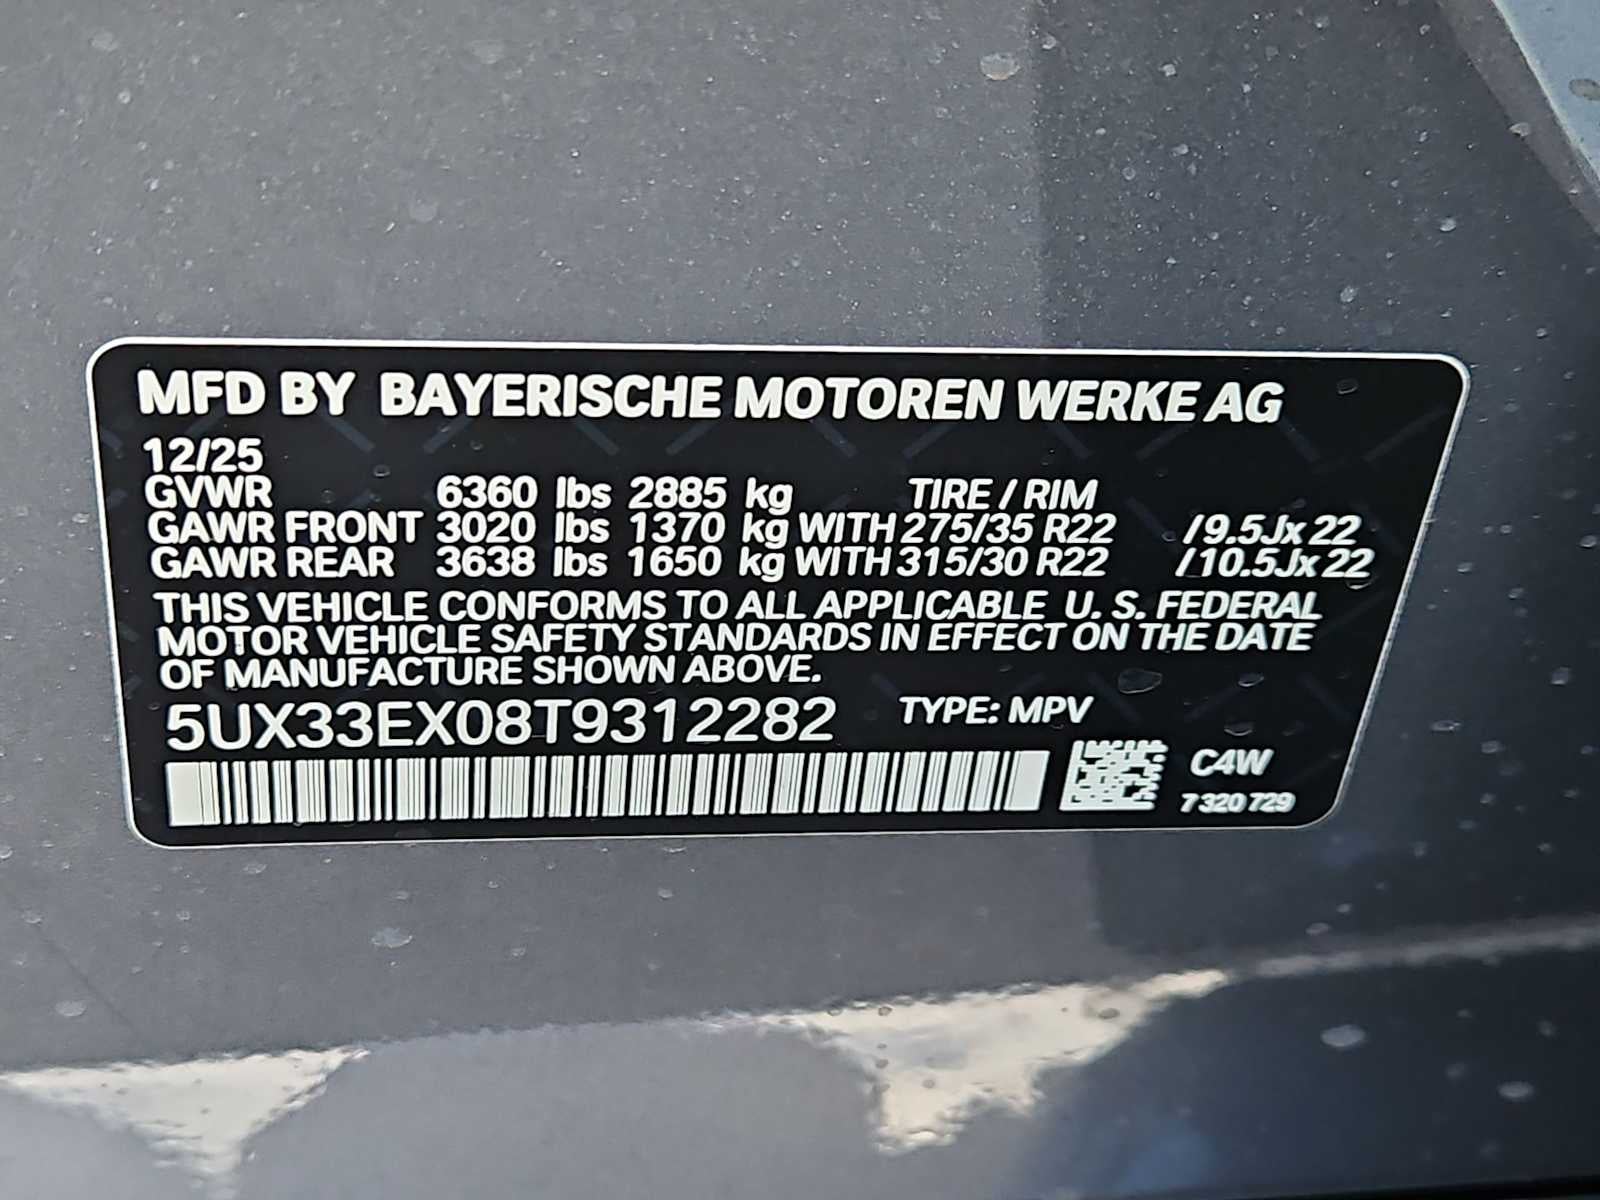 MFD BY BAYERISCHE MOTOREN WERKE AG
12/25
GVWR 6360 lbs 2885 kg TIRE / RIM
GAWR FRONT 3020 lbs 1370 kg WITH 275/35 R22 /9.5Jx22
GAWR REAR 3638 lbs 1650 kg WITH 315/30 R22 /10.5Jx22
THIS VEHICLE CONFORMS TO ALL APPLICABLE U. S. FEDERAL
MOTOR VEHICLE SAFETY STANDARDS IN EFFECT ON THE DATE
OF MANUFACTURE SHOWN ABOVE.
5UX33EX08T9312282 TYPE: MPV
C4W
7 320 729